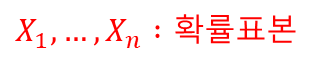 X₁, … , Xₙ : 확률표본